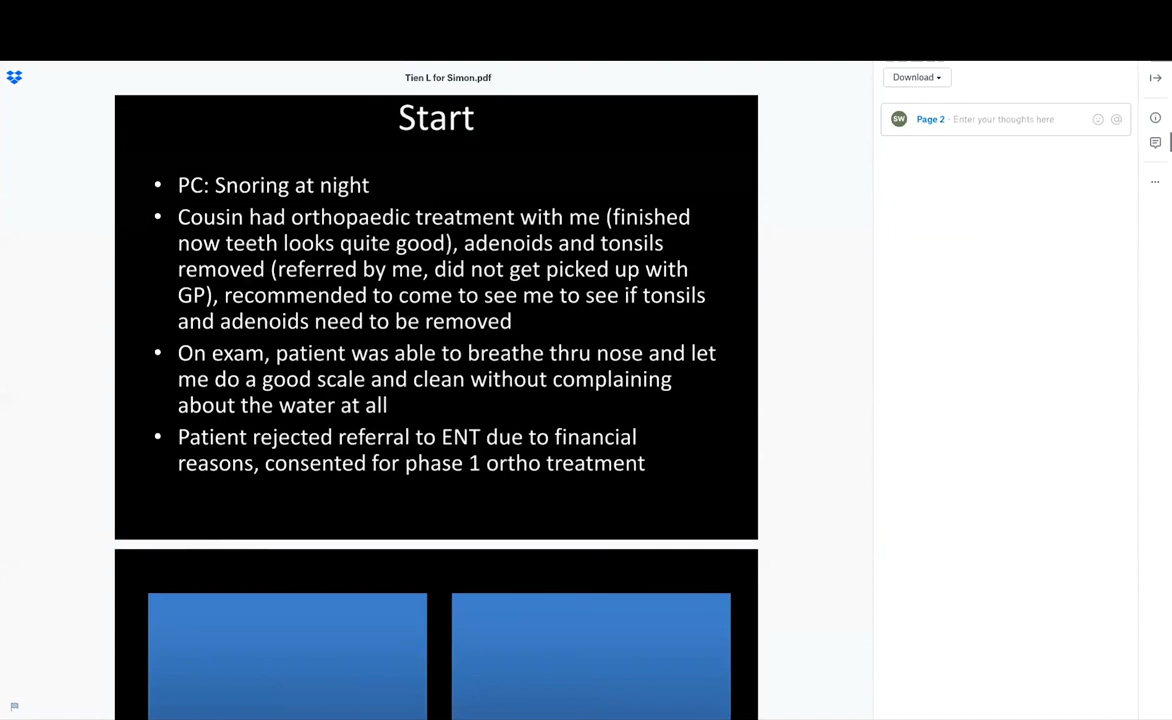 Tien L for Simon.pdf
Download
Start
SW Page 2 - Enter your thoughts here
• PC: Snoring at night
• Cousin had orthopaedic treatment with me (finished
now teeth looks quite good), adenoids and tonsils
removed (referred by me, did not get picked up with
GP), recommended to come to see me to see if tonsils
and adenoids need to be removed
• On exam, patient was able to breathe thru nose and let
me do a good scale and clean without complaining
about the water at all
• Patient rejected referral to ENT due to financial
reasons, consented for phase 1 ortho treatment